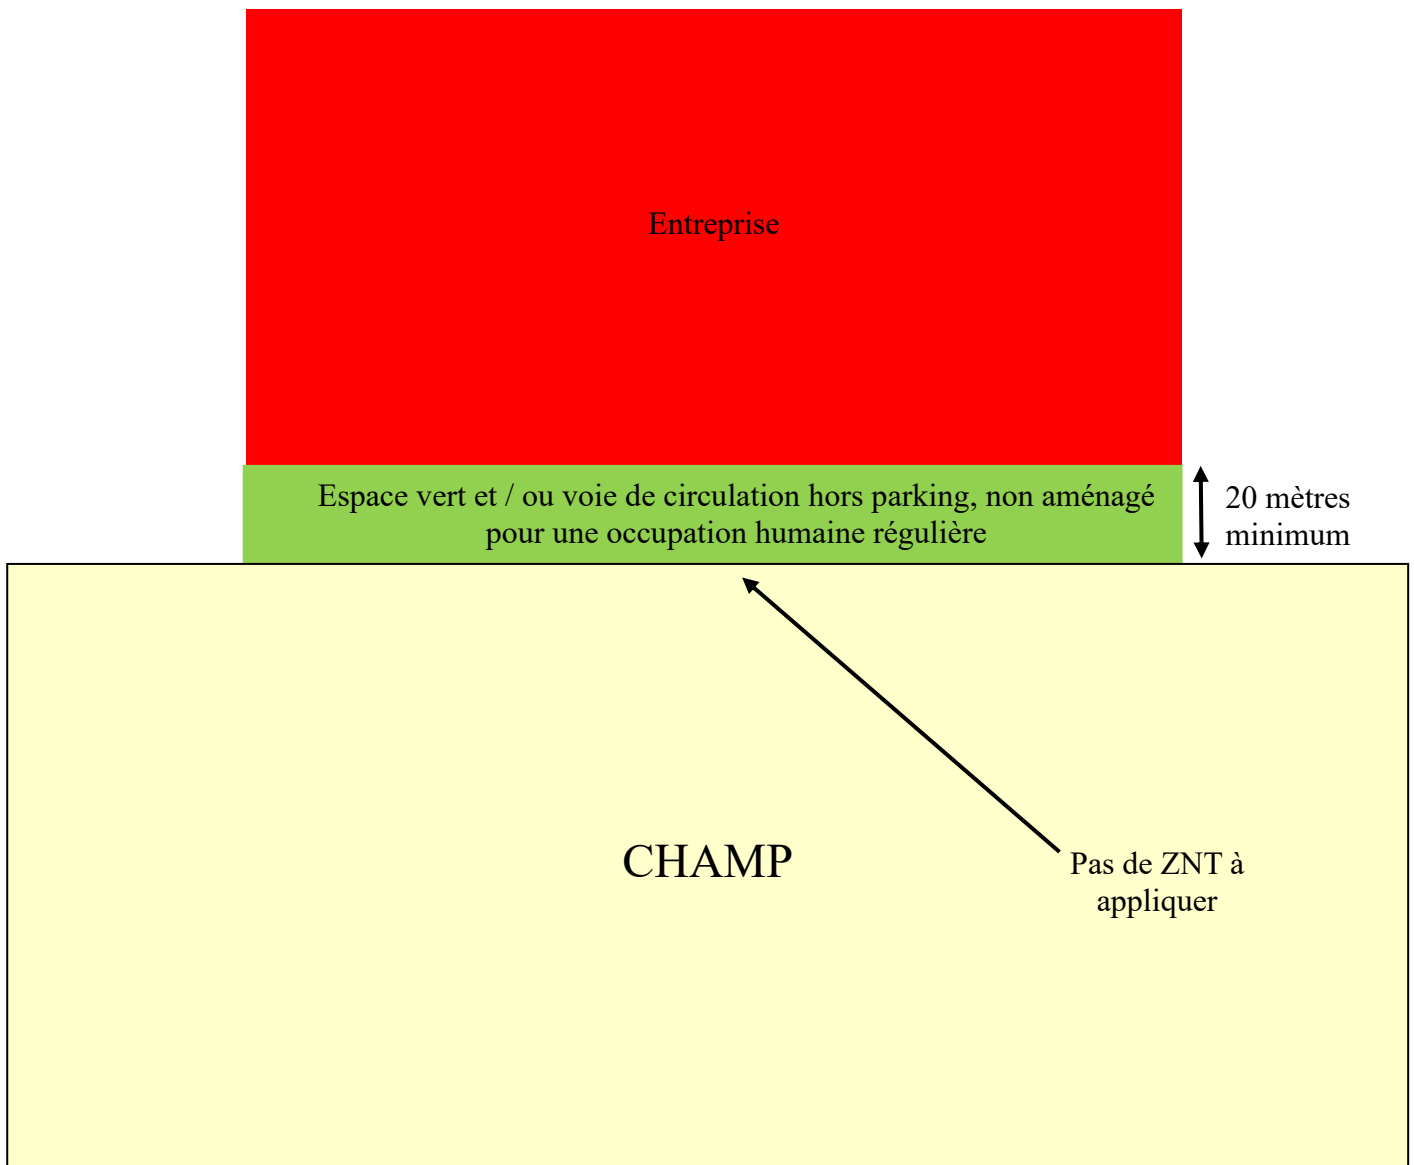 Entreprise
Espace vert et / ou voie de circulation hors parking, non aménagé
pour une occupation humaine régulière
20 mètres
minimum
CHAMP
Pas de ZNT à
appliquer